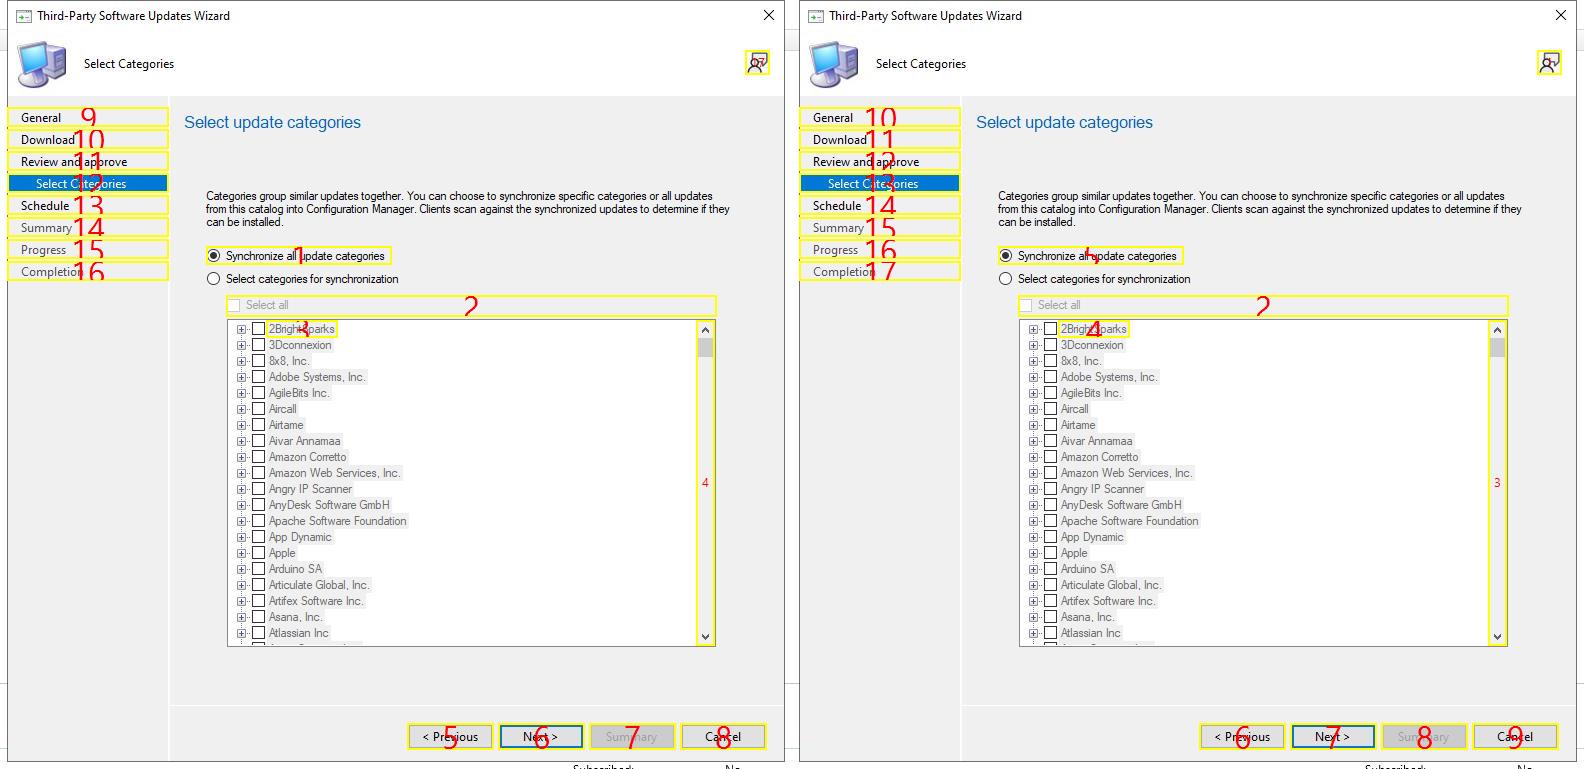 Third-Party Software Updates Wizard
Select Categories
General 9
Download 10
Review and approve 11
Select Categories 12
Schedule 13
Summary 14
Progress 15
Completion 16
Select update categories
Categories group similar updates together. You can choose to synchronize specific categories or all updates
from this catalog into Configuration Manager. Clients scan against the synchronized updates to determine if they
can be installed.
Synchronize all update categories 1
Select categories for synchronization
Select all 2
2BrightSparks 3
3Dconnexion
8x8, Inc.
Adobe Systems, Inc.
AgileBits Inc.
Aircall
Airtame
Aivar Annamaa
Amazon Corretto
Amazon Web Services, Inc.
Angry IP Scanner
4
AnyDesk Software GmbH
Apache Software Foundation
App Dynamic
Apple
Arduino SA
Articulate Global, Inc.
Artifex Software Inc.
Asana, Inc.
Atlassian Inc
< Previous 5
Next > 6
Summary 7
Cancel 8
Third-Party Software Updates Wizard
Select Categories
General 10
Download 11
Review and approve 12
Select Categories 13
Schedule 14
Summary 15
Progress 16
Completion 17
Select update categories
Categories group similar updates together. You can choose to synchronize specific categories or all updates
from this catalog into Configuration Manager. Clients scan against the synchronized updates to determine if they
can be installed.
Synchronize all update categories
Select categories for synchronization
Select all 2
2BrightSparks 4
3Dconnexion
8x8, Inc.
Adobe Systems, Inc.
AgileBits Inc.
Aircall
Airtame
Aivar Annamaa
Amazon Corretto
Amazon Web Services, Inc.
Angry IP Scanner
3
AnyDesk Software GmbH
Apache Software Foundation
App Dynamic
Apple
Arduino SA
Articulate Global, Inc.
Artifex Software Inc.
Asana, Inc.
Atlassian Inc
< Previous 6
Next > 7
Summary 8
Cancel 9